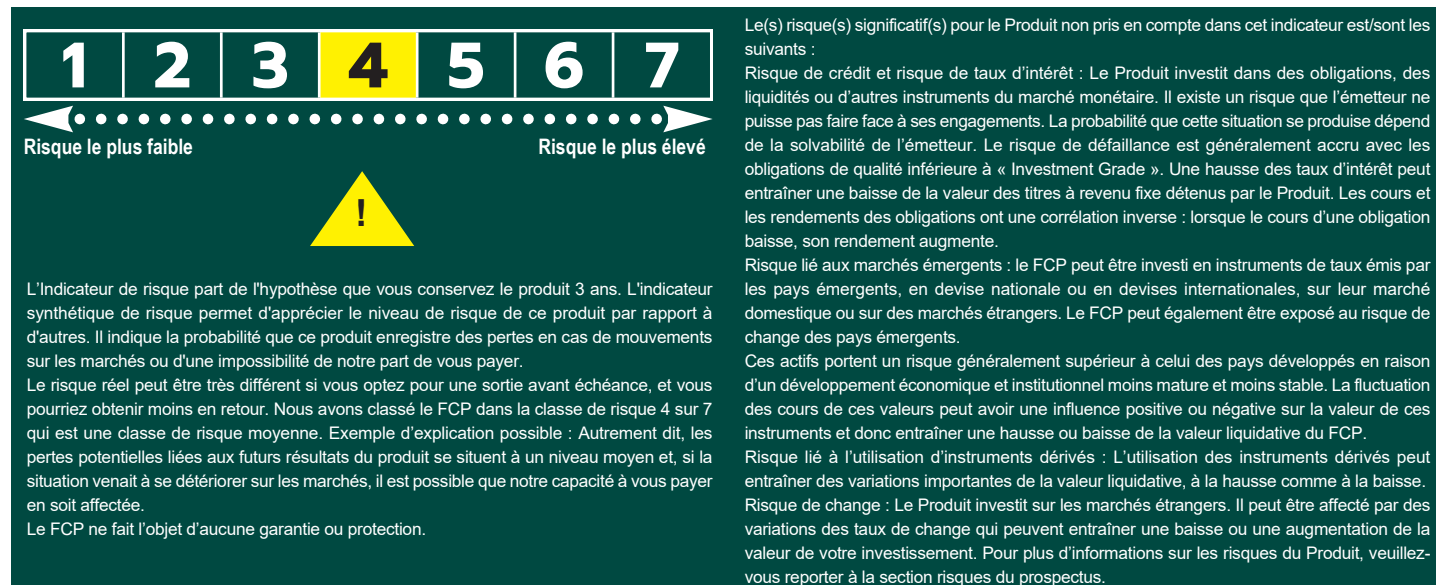 1 2 3 4 5 6 7
Risque le plus faible Risque le plus élevé
!
L’Indicateur de risque part de l'hypothèse que vous conservez le produit 3 ans. L'indicateur
synthétique de risque permet d'apprécier le niveau de risque de ce produit par rapport à
d'autres. Il indique la probabilité que ce produit enregistre des pertes en cas de mouvements
sur les marchés ou d'une impossibilité de notre part de vous payer.
Le risque réel peut être très différent si vous optez pour une sortie avant échéance, et vous
pourriez obtenir moins en retour. Nous avons classé le FCP dans la classe de risque 4 sur 7
qui est une classe de risque moyenne. Exemple d’explication possible : Autrement dit, les
pertes potentielles liées aux futurs résultats du produit se situent à un niveau moyen et, si la
situation venait à se détériorer sur les marchés, il est possible que notre capacité à vous payer
en soit affectée.
Le FCP ne fait l’objet d’aucune garantie ou protection.
Le(s) risque(s) significatif(s) pour le Produit non pris en compte dans cet indicateur est/sont les
suivants :
Risque de crédit et risque de taux d’intérêt : Le Produit investit dans des obligations, des
liquidités ou d’autres instruments du marché monétaire. Il existe un risque que l’émetteur ne
puisse pas faire face à ses engagements. La probabilité que cette situation se produise dépend
de la solvabilité de l’émetteur. Le risque de défaillance est généralement accru avec les
obligations de qualité inférieure à « Investment Grade ». Une hausse des taux d’intérêt peut
entraîner une baisse de la valeur des titres à revenu fixe détenus par le Produit. Les cours et
les rendements des obligations ont une corrélation inverse : lorsque le cours d’une obligation
baisse, son rendement augmente.
Risque lié aux marchés émergents : le FCP peut être investi en instruments de taux émis par
les pays émergents, en devise nationale ou en devises internationales, sur leur marché
domestique ou sur des marchés étrangers. Le FCP peut également être exposé au risque de
change des pays émergents.
Ces actifs portent un risque généralement supérieur à celui des pays développés en raison
d’un développement économique et institutionnel moins mature et moins stable. La fluctuation
des cours de ces valeurs peut avoir une influence positive ou négative sur la valeur de ces
instruments et donc entraîner une hausse ou baisse de la valeur liquidative du FCP.
Risque lié à l’utilisation d’instruments dérivés : L’utilisation des instruments dérivés peut
entraîner des variations importantes de la valeur liquidative, à la hausse comme à la baisse.
Risque de change : Le Produit investit sur les marchés étrangers. Il peut être affecté par des
variations des taux de change qui peuvent entraîner une baisse ou une augmentation de la
valeur de votre investissement. Pour plus d’informations sur les risques du Produit, veuillez-
vous reporter à la section risques du prospectus.